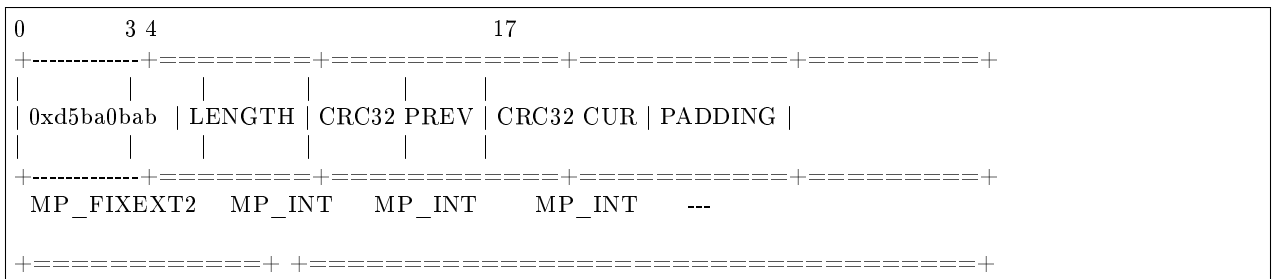 0 3 4 17
+------------+========+============+===========+=========+
| | | | | |
| 0xd5ba0bab | LENGTH | CRC32 PREV | CRC32 CUR | PADDING |
| | | | | |
+------------+========+============+===========+=========+
MP_FIXEXT2 MP_INT MP_INT MP_INT ---
+============+ +===================================+